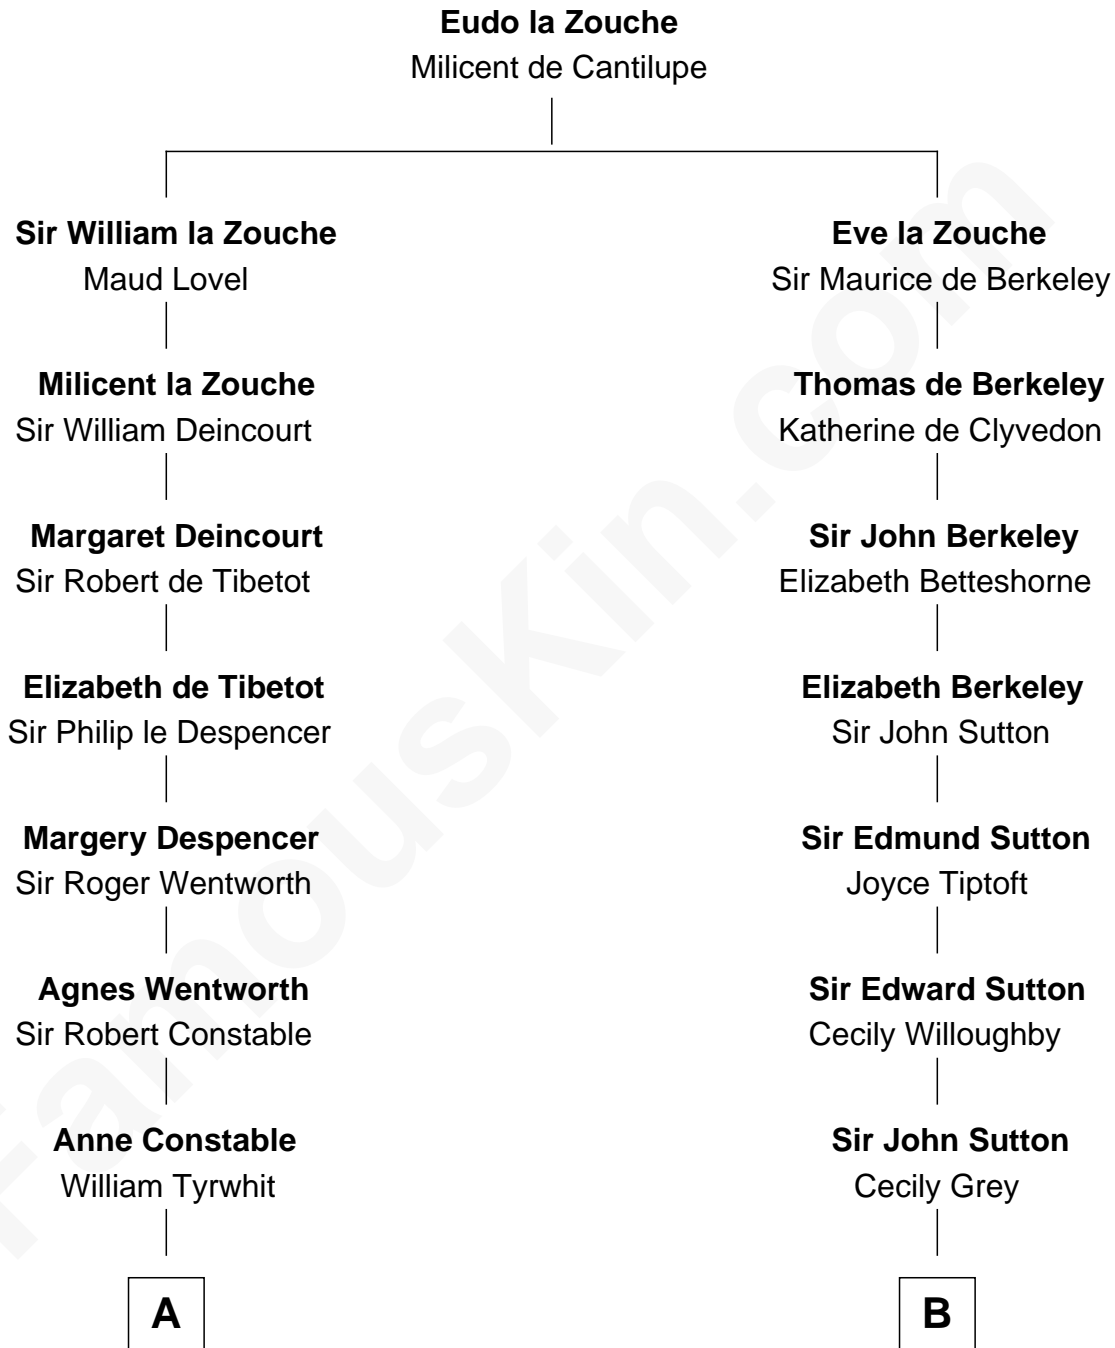 Eudo la Zouche
Milicent de Cantilupe
Sir William la Zouche
Maud Lovel
Milicent la Zouche
Sir William Deincourt
Margaret Deincourt
Sir Robert de Tibetot
Elizabeth de Tibetot
Sir Philip le Despencer
Margery Despencer
Sir Roger Wentworth
Agnes Wentworth
Sir Robert Constable
Anne Constable
William Tyrwhit
A
Eve la Zouche
Sir Maurice de Berkeley
Thomas de Berkeley
Katherine de Clyvedon
Sir John Berkeley
Elizabeth Betteshorne
Elizabeth Berkeley
Sir John Sutton
Sir Edmund Sutton
Joyce Tiptoft
Sir Edward Sutton
Cecily Willoughby
Sir John Sutton
Cecily Grey
B
FamousKin.com